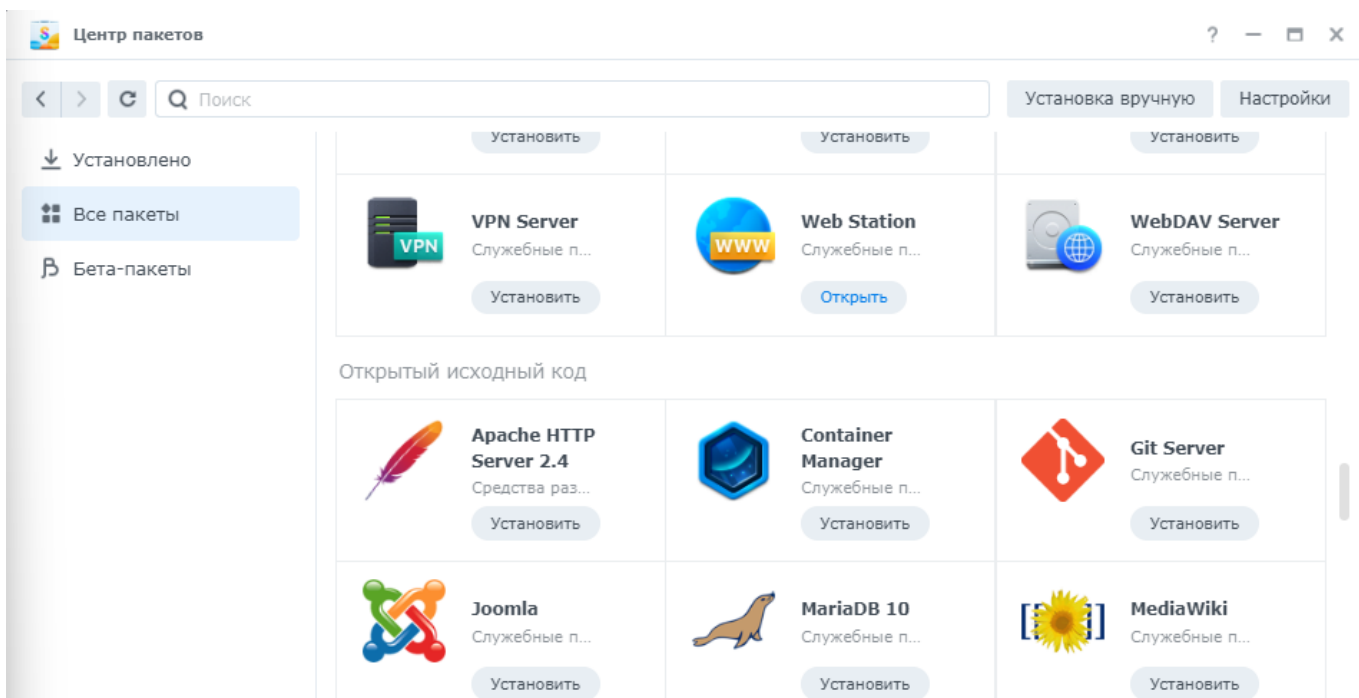 Центр пакетов
Поиск
Установка вручную
Настройки
Установлено
Все пакеты
Бета-пакеты
Установить
Установить
Установить
VPN
VPN Server
Служебные п...
Установить
www
Web Station
Служебные п...
Открыть
WebDAV Server
Служебные п...
Установить
Открытый исходный код
Apache HTTP
Server 2.4
Средства раз...
Установить
Container
Manager
Служебные п...
Установить
Git Server
Служебные п...
Установить
Joomla
Служебные п...
Установить
MariaDB 10
Служебные п...
Установить
MediaWiki
Служебные п...
Установить